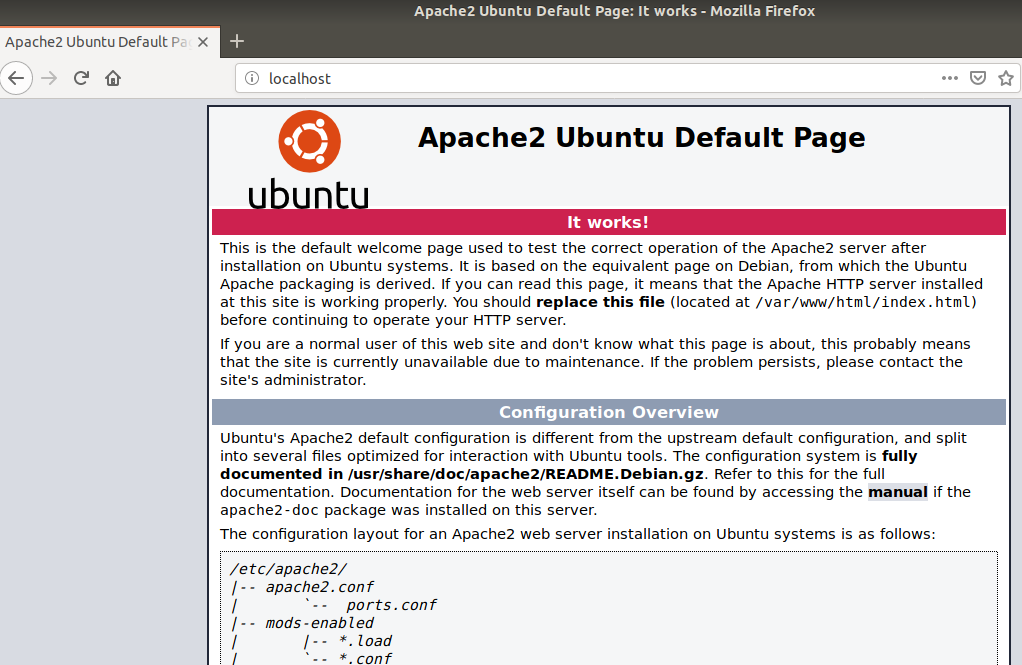 Apache2 Ubuntu Default Page: It works - Mozilla Firefox
Apache2 Ubuntu Default Pa
localhost
ubuntu
Apache2 Ubuntu Default Page
It works!
This is the default welcome page used to test the correct operation of the Apache2 server after
installation on Ubuntu systems. It is based on the equivalent page on Debian, from which the Ubuntu
Apache packaging is derived. If you can read this page, it means that the Apache HTTP server installed
at this site is working properly. You should replace this file (located at /var/www/html/index.html)
before continuing to operate your HTTP server.
If you are a normal user of this web site and don't know what this page is about, this probably means
that the site is currently unavailable due to maintenance. If the problem persists, please contact the
site's administrator.
Configuration Overview
Ubuntu's Apache2 default configuration is different from the upstream default configuration, and split
into several files optimized for interaction with Ubuntu tools. The configuration system is fully
documented in /usr/share/doc/apache2/README.Debian.gz. Refer to this for the full
documentation. Documentation for the web server itself can be found by accessing the manual if the
apache2-doc package was installed on this server.
The configuration layout for an Apache2 web server installation on Ubuntu systems is as follows:
/etc/apache2/
|-- apache2.conf
|       `--  ports.conf
|-- mods-enabled
|       |-- *.load
|       `-- *.conf